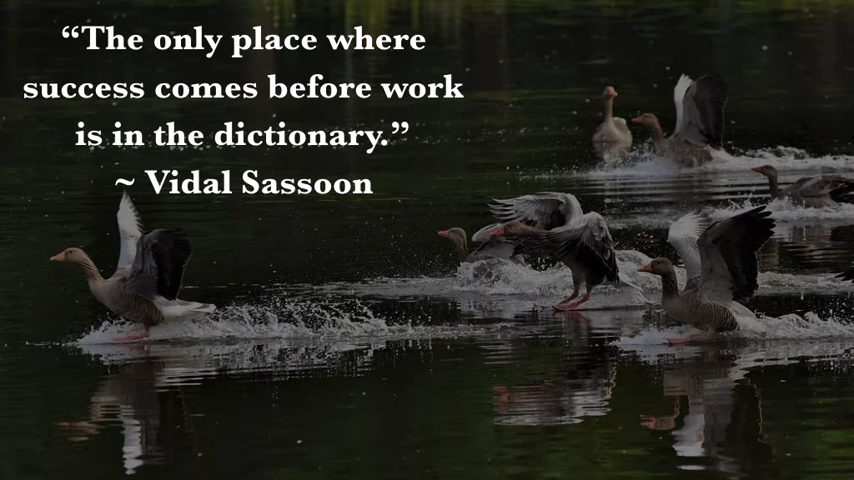 “The only place where
success comes before work
is in the dictionary.”
~ Vidal Sassoon